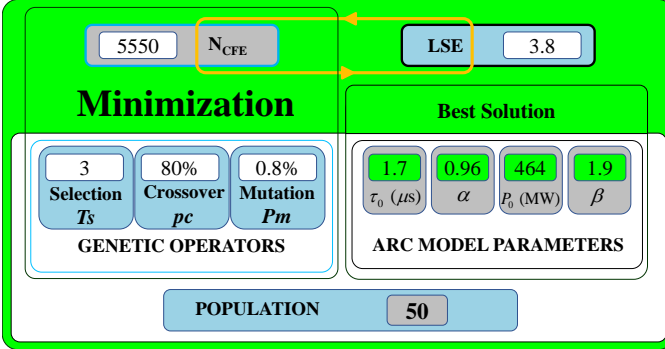 5550 N_CFE LSE 3.8
Minimization
Best Solution
3 80% 0.8% 1.7 0.96 464 1.9
Selection Crossover Mutation τ₀ (μs) α P₀ (MW) β
Ts pc Pm
GENETIC OPERATORS ARC MODEL PARAMETERS
POPULATION 50